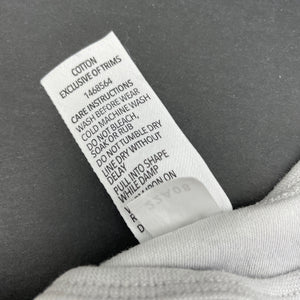 COTTON
EXCLUSIVE OF TRIMS
1468564
CARE INSTRUCTIONS
WASH BEFORE WEAR
COLD MACHINE WASH
DO NOT BLEACH,
SOAK OR RUB
DO NOT TUMBLE DRY
LINE DRY WITHOUT
DELAY
PULL INTO SHAPE
WHILE DAMP
ON